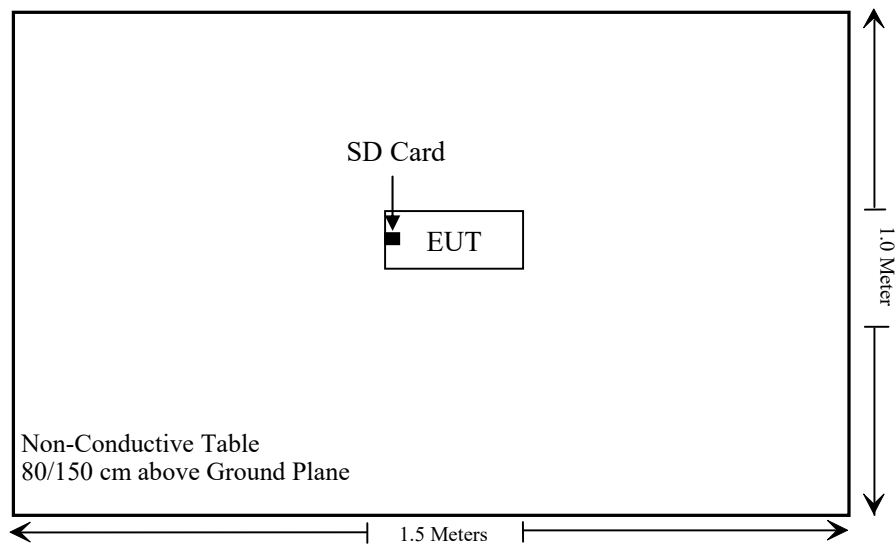 SD Card
EUT
1.0 Meter
Non-Conductive Table
80/150 cm above Ground Plane
1.5 Meters